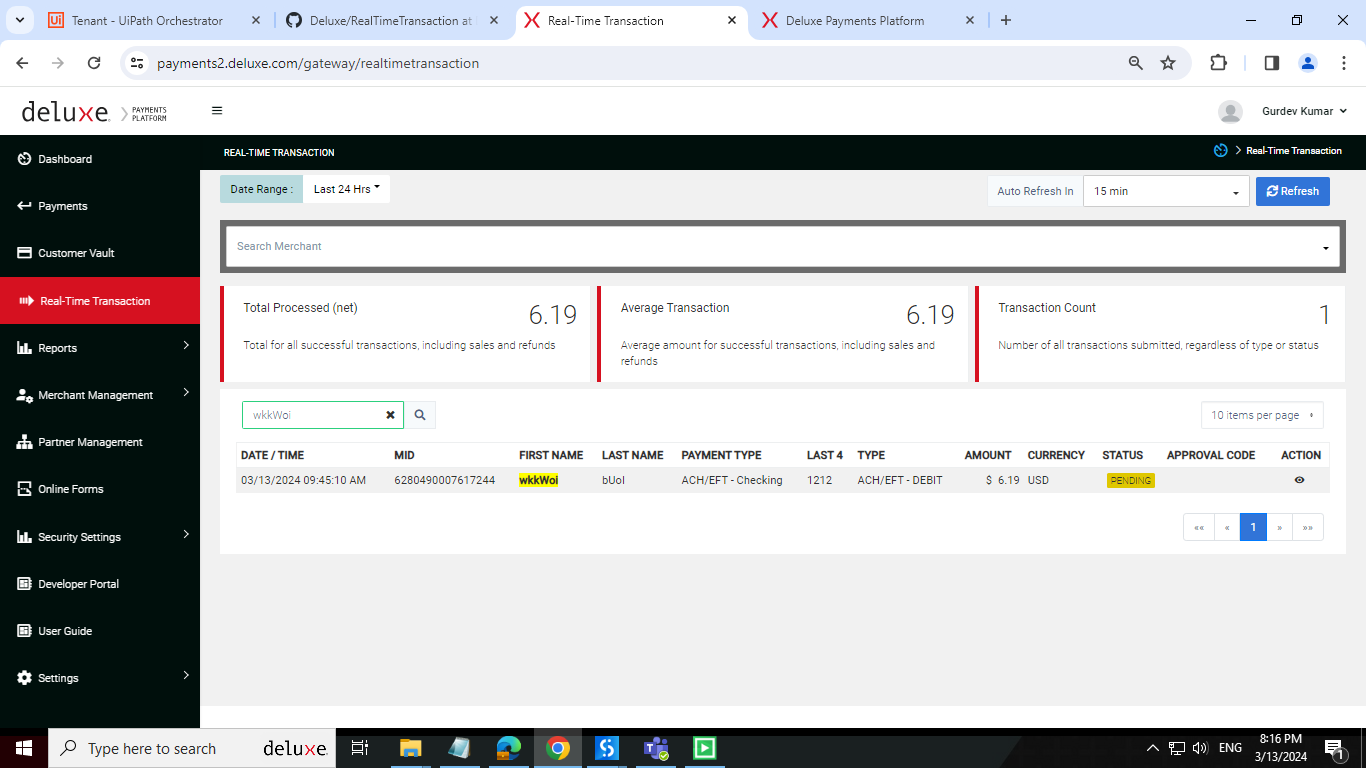 Tenant - UiPath Orchestrator
Deluxe/RealTimeTransaction at
Real-Time Transaction
Deluxe Payments Platform
payments2.deluxe.com/gateway/realtimetransaction
deluxe. PAYMENTS PLATFORM
Gurdev Kumar
Dashboard
Payments
Customer Vault
Real-Time Transaction
Reports
Merchant Management
Partner Management
Online Forms
Security Settings
Developer Portal
User Guide
Settings
REAL-TIME TRANSACTION
> Real-Time Transaction
Date Range : Last 24 Hrs
Auto Refresh In 15 min Refresh
Search Merchant
Total Processed (net) 6.19
Total for all successful transactions, including sales and refunds
Average Transaction 6.19
Average amount for successful transactions, including sales and
refunds
Transaction Count 1
Number of all transactions submitted, regardless of type or status
wkkWoi
10 items per page
DATE / TIME MID FIRST NAME LAST NAME PAYMENT TYPE LAST 4 TYPE AMOUNT CURRENCY STATUS APPROVAL CODE ACTION
03/13/2024 09:45:10 AM 6280490007617244 wkkWoi bUoI ACH/EFT - Checking 1212 ACH/EFT - DEBIT $ 6.19 USD PENDING
«« « 1 » »»
Type here to search deluxe.
ENG
8:16 PM
3/13/2024
1